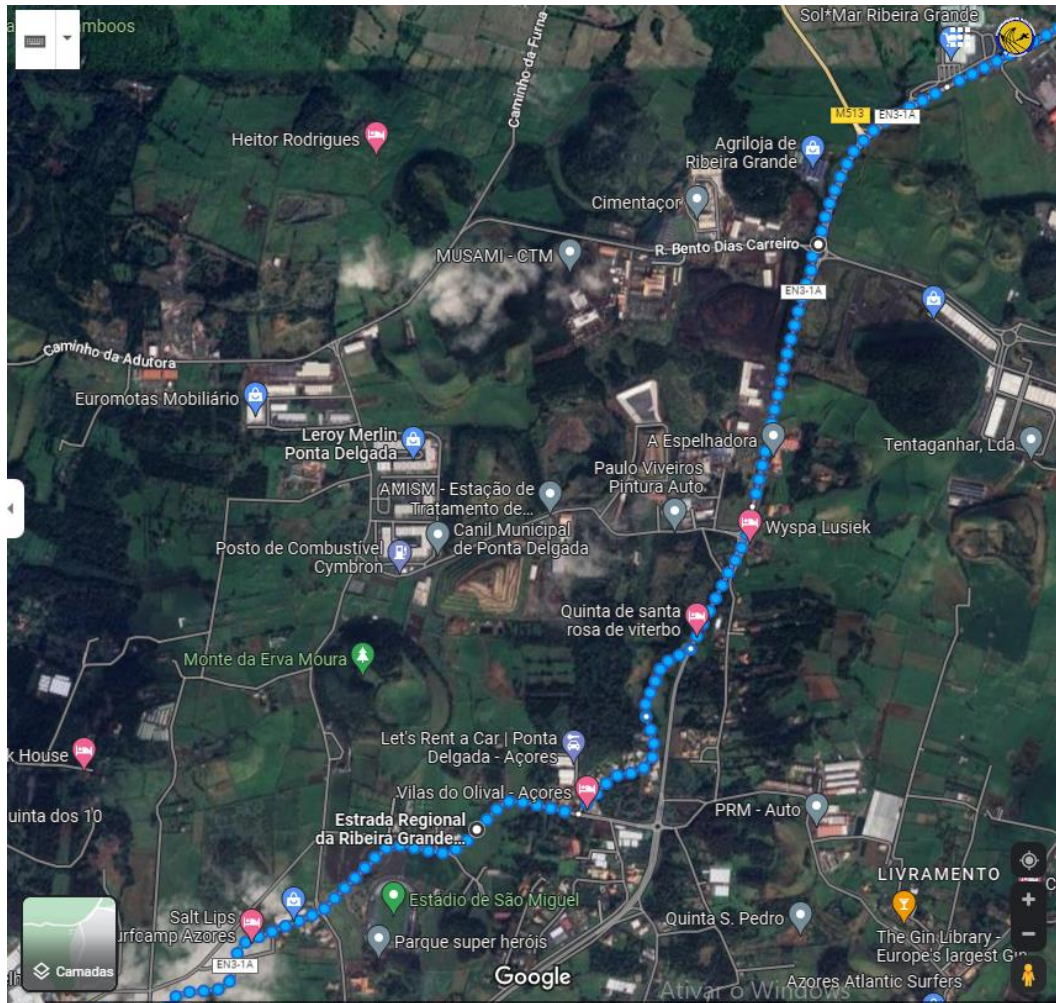 amboos
Sol*Mar Ribeira Grande
Caminho da Furna
Heitor Rodrigues
M513
EN3-1A
Agriloja de
Ribeira Grande
Cimentaçor
R. Bento Dias Carreiro
MUSAMI - CTM
EN3-1A
Caminho da Adutora
Euromotas Mobiliário
Leroy Merlin
Ponta Delgada
A Espelhadora
Tentaganhar, Lda
Paulo Viveiros
Pintura Auto
AMISM - Estação de
Tratamento de...
Canil Municipal
de Ponta Delgada
Wyspa Lusiek
Posto de Combustível
Cymbron
Quinta de santa
rosa de viterbo
Monte da Erva Moura
k House
Let's Rent a Car | Ponta
Delgada - Açores
Vilas do Olival - Açores
PRM - Auto
uinta dos 10
Estrada Regional
da Ribeira Grande...
LIVRAMENTO
Estádio de São Miguel
Salt Lips
urfcamp Azores
Quinta S. Pedro
Parque super heróis
The Gin Library -
Europe's largest Gin
EN3-1A
Camadas
Google
Ativar o Windows
Azores Atlantic Surfers